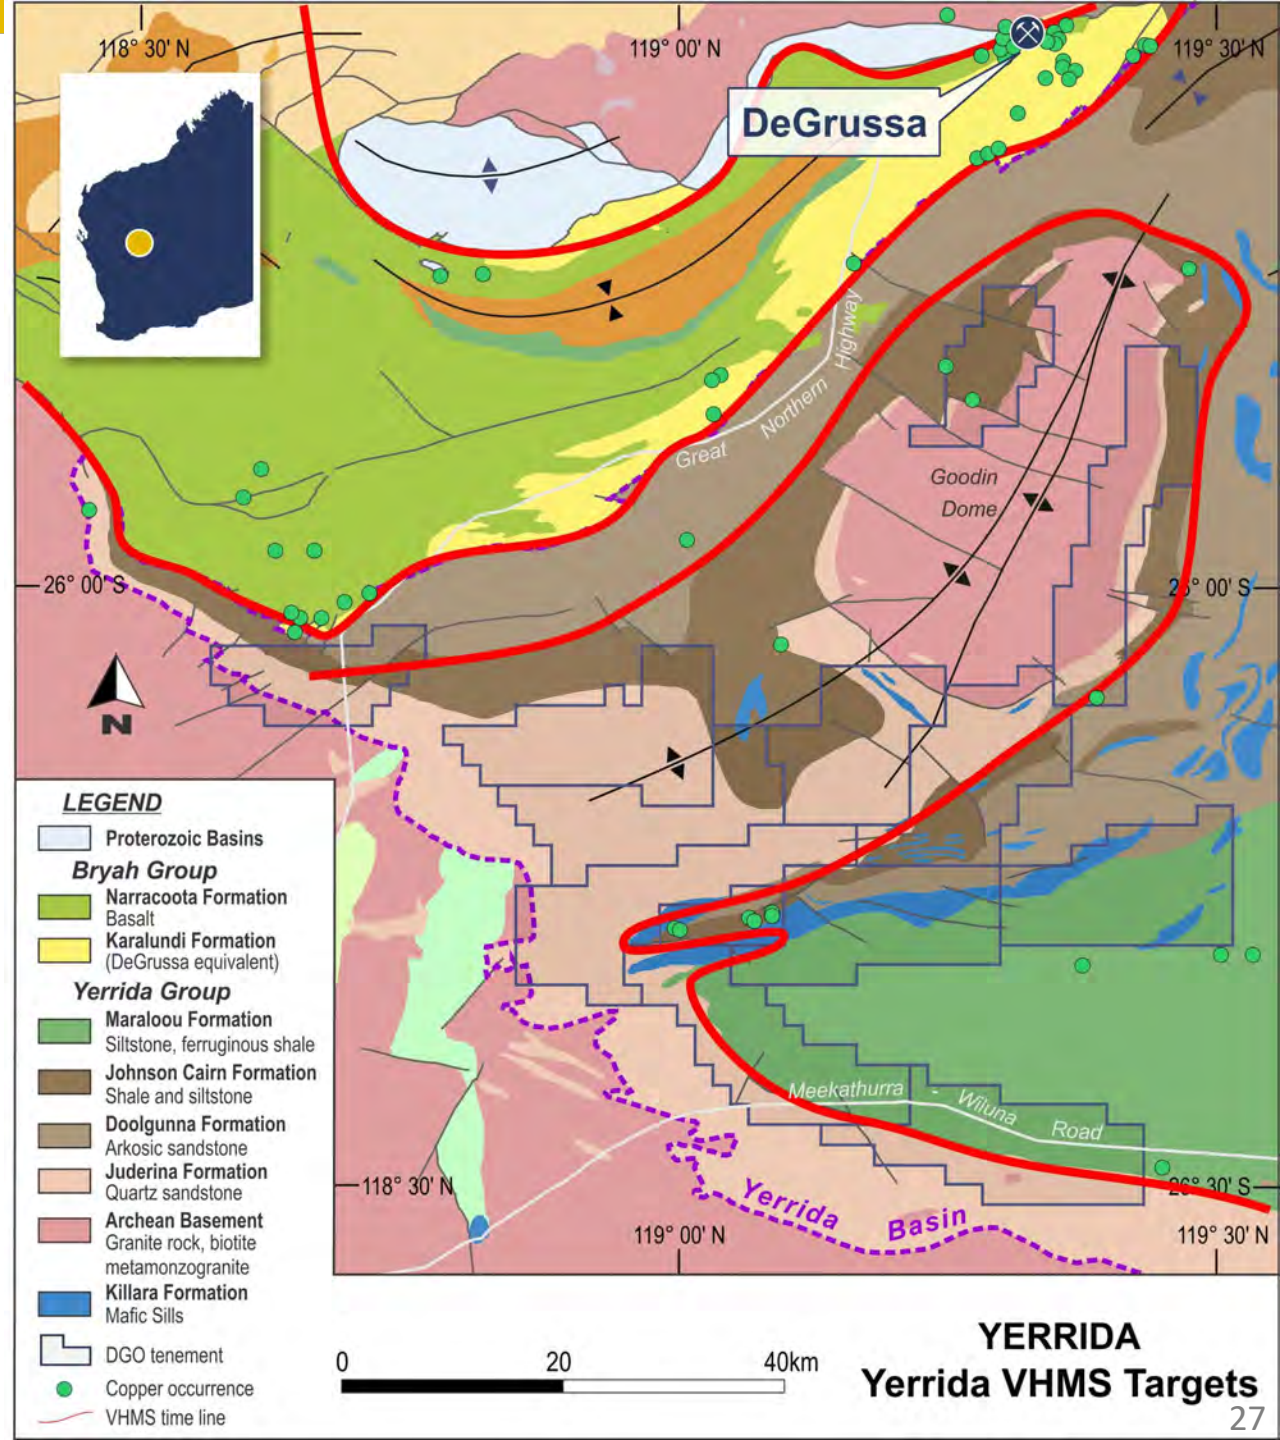 118° 30' N
119° 00' N
119° 30' N
DeGrussa
Great Northern Highway
Goodin
Dome
26° 00' S
26° 00' S
N
LEGEND
Proterozoic Basins
Bryah Group
Narracoota Formation
Basalt
Karalundi Formation
(DeGrussa equivalent)
Yerrida Group
Maraloou Formation
Siltstone, ferruginous shale
Johnson Cairn Formation
Shale and siltstone
Doolgunna Formation
Arkosic sandstone
Juderina Formation
Quartz sandstone
Archean Basement
Granite rock, biotite
metamonzogranite
Killara Formation
Mafic Sills
DGO tenement
Copper occurrence
VHMS time line
Meekathurra - Wiluna Road
118° 30' N
26° 30' S
Yerrida Basin
119° 00' N
119° 30' N
0 20 40km
YERRIDA
Yerrida VHMS Targets
27